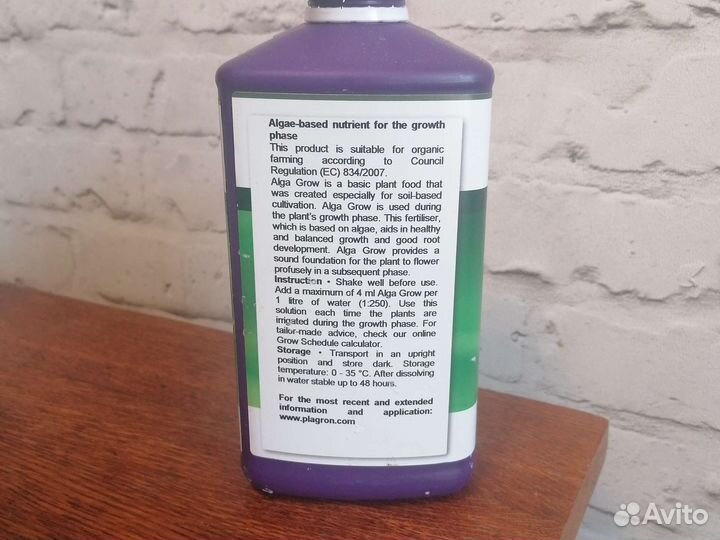 Algae-based nutrient for the growth
phase
This product is suitable for organic
farming according to Council
Regulation (EC) 834/2007.
Alga Grow is a basic plant food that
was created especially for soil-based
cultivation. Alga Grow is used during
the plant's growth phase. This fertiliser,
which is based on algae, aids in healthy
and balanced growth and good root
development. Alga Grow provides a
sound foundation for the plant to flower
profusely in a subsequent phase.
Instruction • Shake well before use.
Add a maximum of 4 ml Alga Grow per
1 litre of water (1:250). Use this
solution each time the plants are
irrigated during the growth phase. For
tailor-made advice, check our online
Grow Schedule calculator.
Storage • Transport in an upright
position and store dark. Storage
temperature: 0 - 35 °C. After dissolving
in water stable up to 48 hours.
For the most recent and extended
information and application:
www.plagron.com
Avito